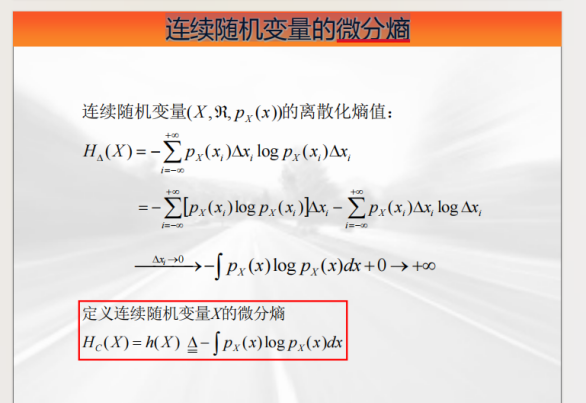 连续随机变量的微分熵
连续随机变量(X,ℜ,p_X(x))的离散化熵值：
H_Δ(X) = -∑_{i=-∞}^{+∞} p_X(x_i)Δx_i log p_X(x_i)Δx_i
= -∑_{i=-∞}^{+∞} [p_X(x_i) log p_X(x_i)]Δx_i - ∑_{i=-∞}^{+∞} p_X(x_i)Δx_i log Δx_i
Δx_i→0 → -∫ p_X(x) log p_X(x)dx + 0 → +∞
定义连续随机变量X的微分熵
H_C(X) = h(X) ≜ -∫ p_X(x) log p_X(x)dx